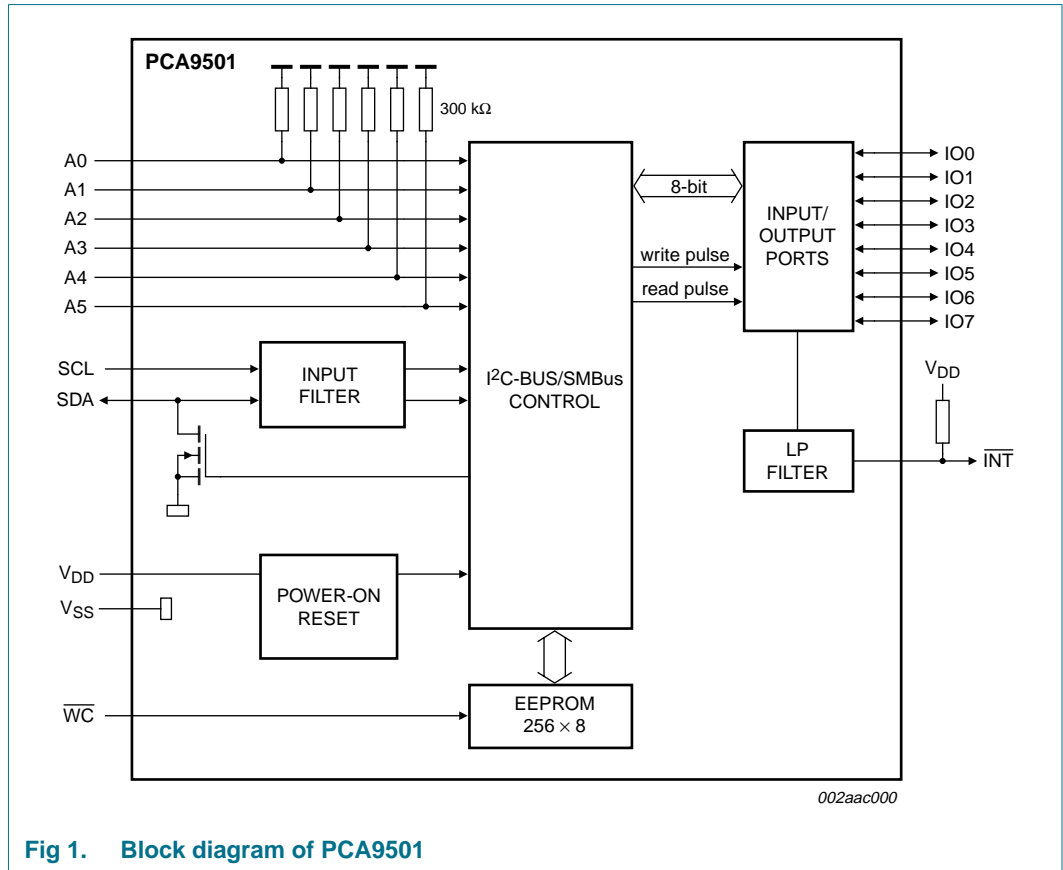 PCA9501
300 kΩ
A0
A1
A2
A3
A4
A5
SCL
SDA
INPUT
FILTER
I²C-BUS/SMBus
CONTROL
8-bit
write pulse
read pulse
INPUT/
OUTPUT
PORTS
IO0
IO1
IO2
IO3
IO4
IO5
IO6
IO7
VDD
LP
FILTER
INT
VDD
VSS
POWER-ON
RESET
WC
EEPROM
256 × 8
002aac000
Fig 1. Block diagram of PCA9501